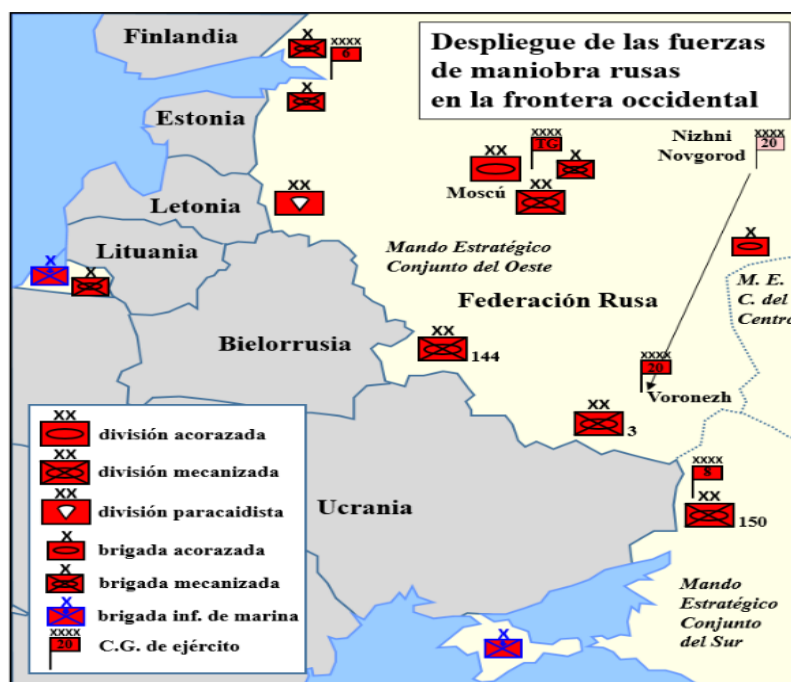 Despliegue de las fuerzas
de maniobra rusas
en la frontera occidental
Finlandia
X
XXXX
6
X
Estonia
XX
Letonia
Lituania
X
X
XX
XXXX
1G
X
Moscú
XX
Nizhni
Novgorod
XXXX
20
Mando Estratégico
Conjunto del Oeste
X
M. E.
C. del
Centro
Federación Rusa
Bielorrusia
XX
144
XXXX
20
Voronezh
XX
3
XXXX
8
XX
150
Ucrania
Mando
Estratégico
Conjunto
del Sur
X
XX
división acorazada
XX
división mecanizada
XX
división paracaidista
X
brigada acorazada
X
brigada mecanizada
X
brigada inf. de marina
XXXX
20
C.G. de ejército